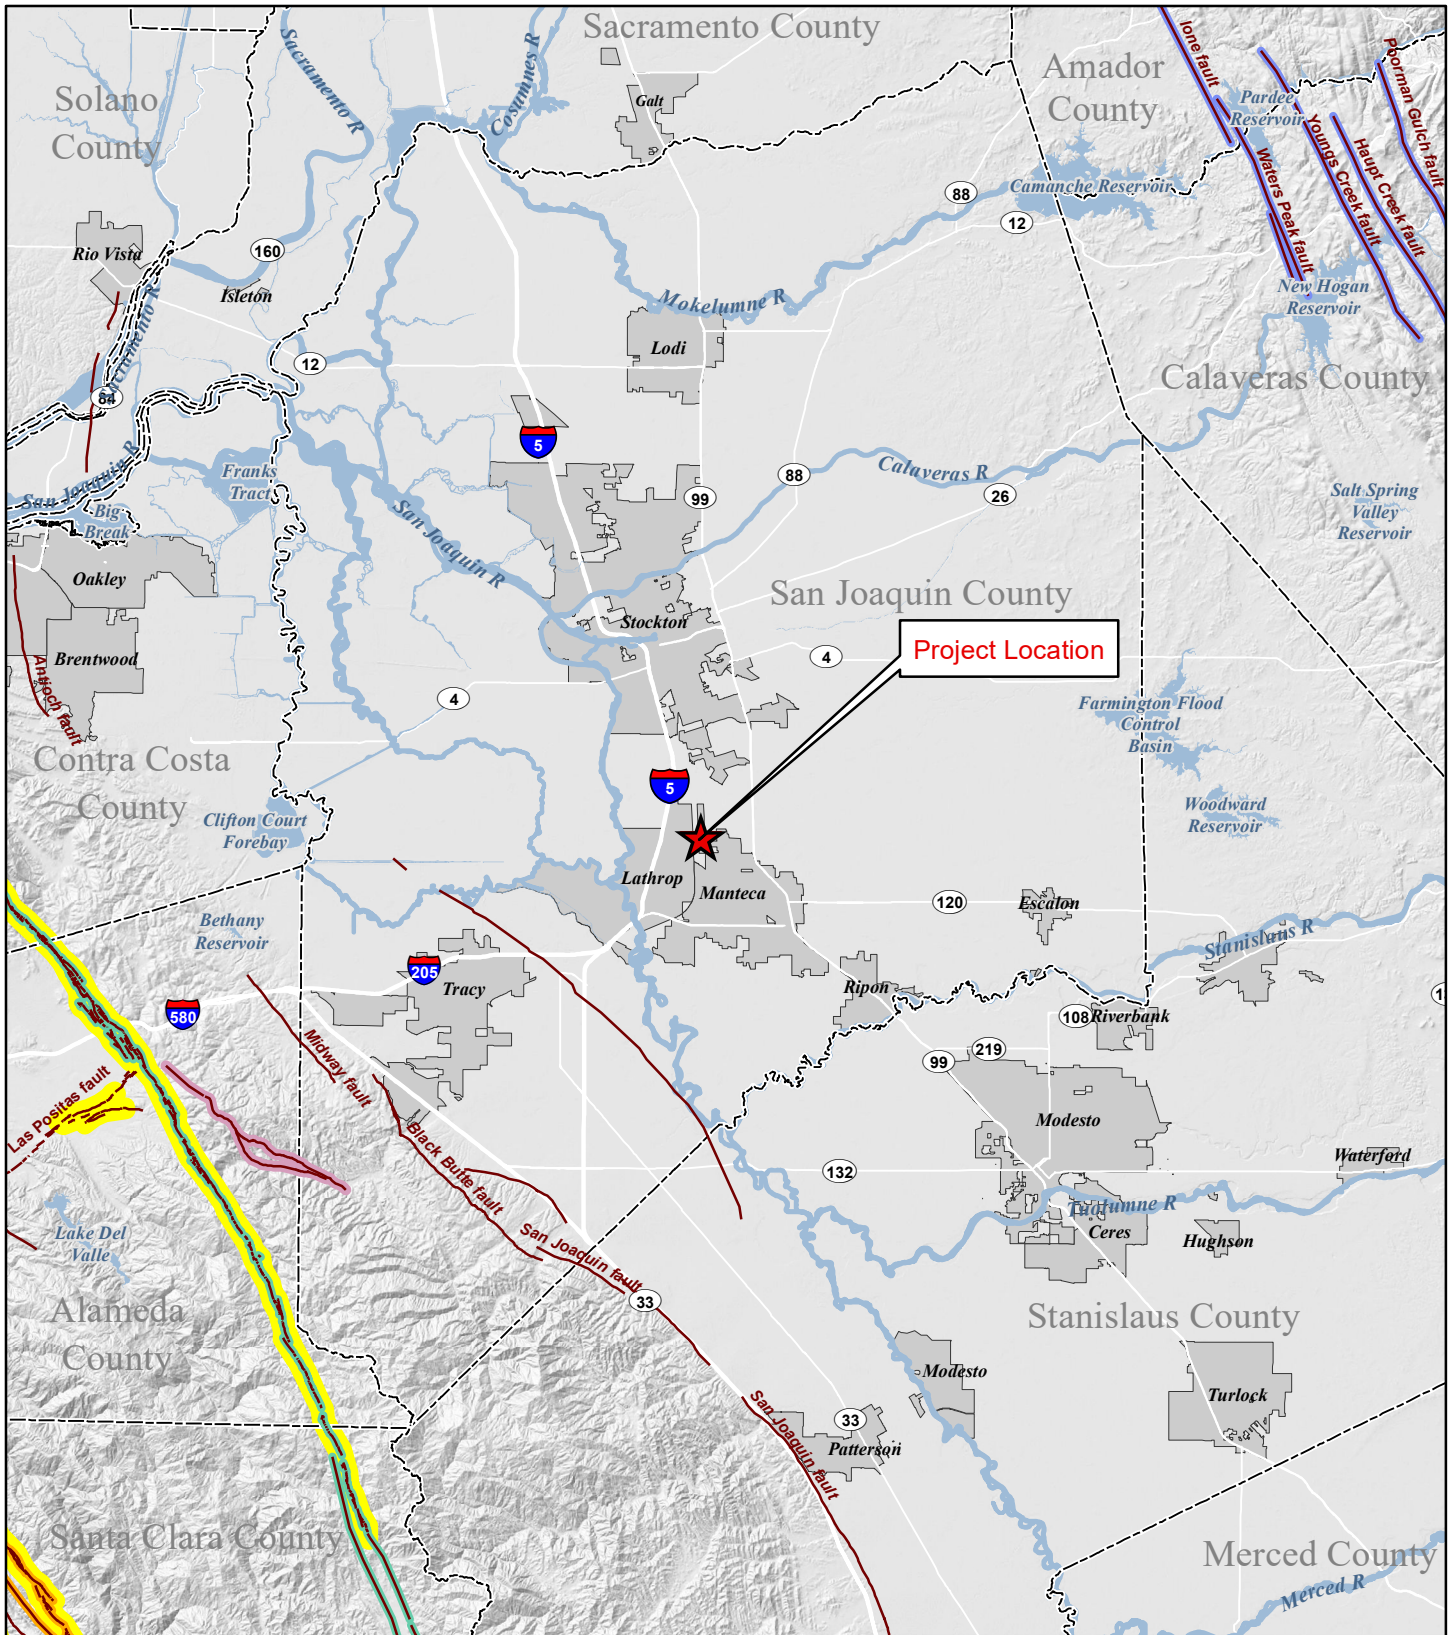 Sacramento County
Ione fault
Poorman Gulch fault
Sacramento R
Cosumnes R
Amador
County
Solano
County
Galt
Pardee
Reservoir
Youngs Creek fault
Haupt Creek fault
Waters Peak fault
Camanche Reservoir
88
12
160
Rio Vista
Isleton
New Hogan
Reservoir
Mokelumne R
Sacramento R
Lodi
12
84
Calaveras County
5
Franks
Tract
Calaveras R
88
99
26
San Joaquin R
Big
Break
San Joaquin R
Salt Spring
Valley
Reservoir
Oakley
San Joaquin County
Stockton
Project Location
Brentwood
4
Antioch fault
4
Farmington Flood
Control
Basin
Contra Costa
County
5
Woodward
Reservoir
Clifton Court
Forebay
Lathrop
Manteca
120
Escalon
Bethany
Reservoir
Stanislaus R
205
Tracy
Ripon
580
108
Riverbank
Midway fault
219
99
Las Positas fault
Modesto
Black Butte fault
132
Waterford
Tuolumne R
Lake Del
Valle
Ceres
Hughson
San Joaquin fault
33
Alameda
County
Stanislaus County
Modesto
Turlock
San Joaquin fault
33
Patterson
Santa Clara County
Merced County
Merced R